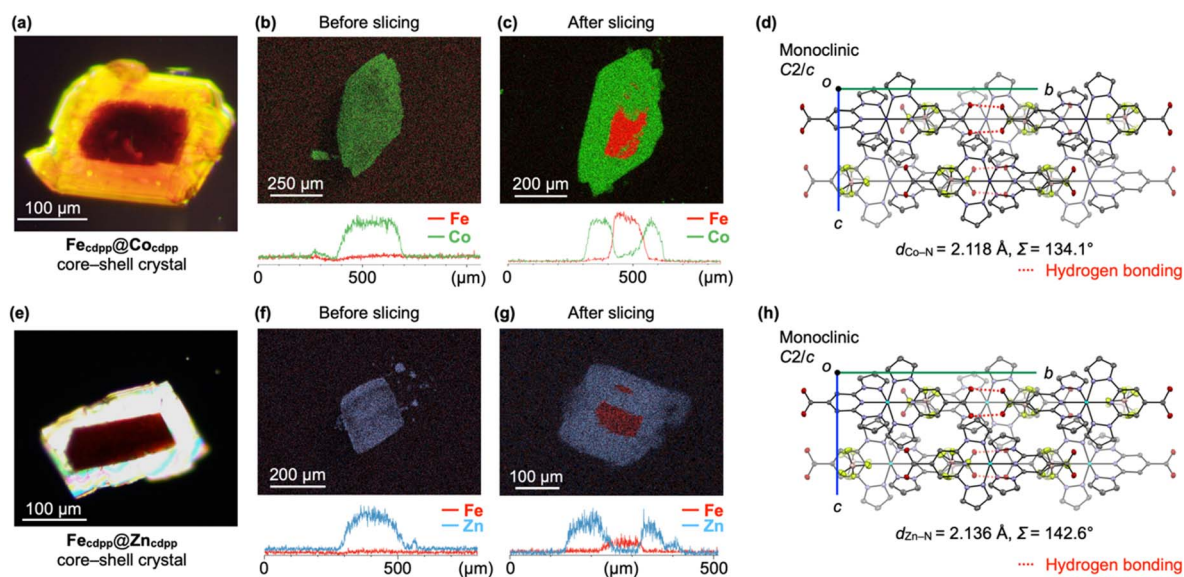 (a)
100 μm
Fecdpp@Cocdpp
core–shell crystal
(b) Before slicing
250 μm
Fe
Co
0 500 (μm)
(c) After slicing
200 μm
Fe
Co
0 500 (μm)
(d)
Monoclinic
C2/c
o
b
c
dCo–N = 2.118 Å, Σ = 134.1°
Hydrogen bonding
(e)
100 μm
Fecdpp@Zncdpp
core–shell crystal
(f) Before slicing
200 μm
Fe
Zn
0 500 (μm)
(g) After slicing
100 μm
Fe
Zn
0 (μm) 500
(h)
Monoclinic
C2/c
o
b
c
dZn–N = 2.136 Å, Σ = 142.6°
Hydrogen bonding